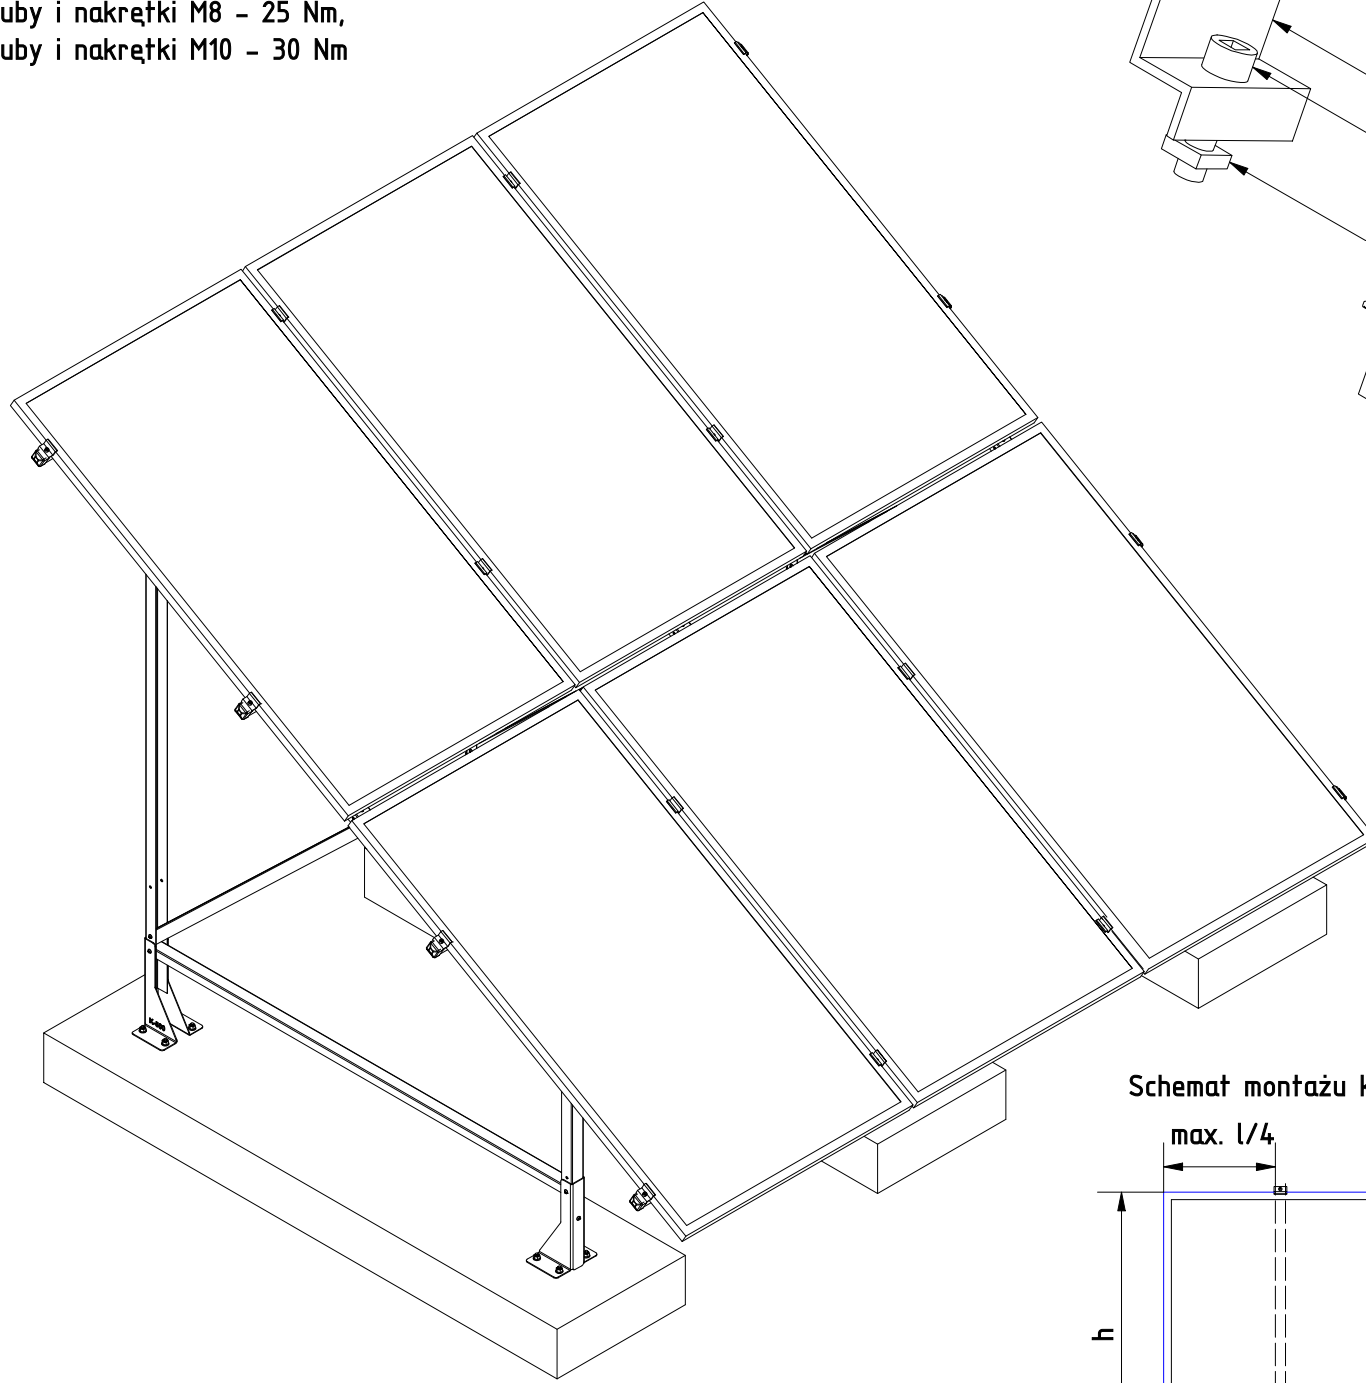 uby i nakrętki M8 - 25 Nm,
uby i nakrętki M10 - 30 Nm
Schemat montażu k
max. l/4
h